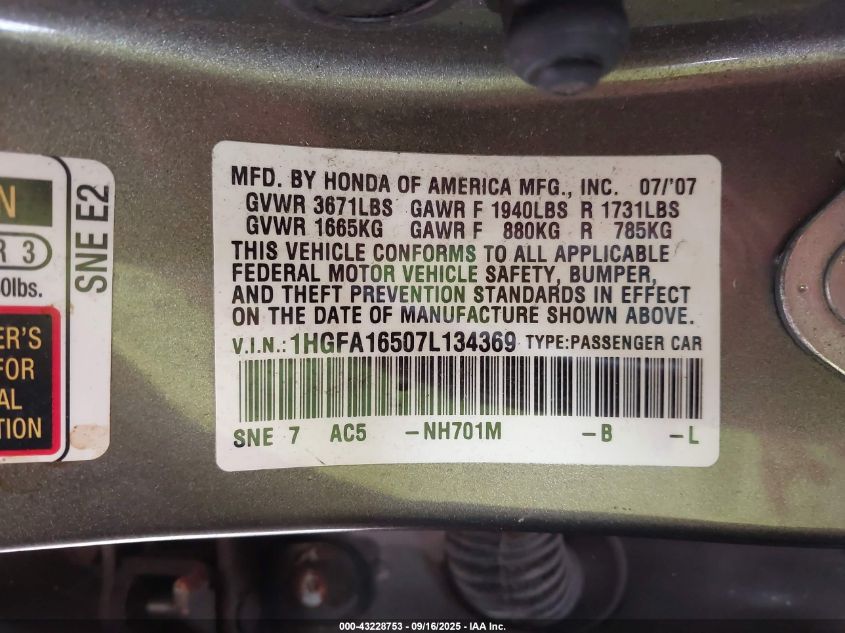 N
R 3
0lbs.
ER'S
FOR
AL
TION
SNE E2
MFD. BY HONDA OF AMERICA MFG., INC. 07/'07
GVWR 3671LBS GAWR F 1940LBS R 1731LBS
GVWR 1665KG GAWR F 880KG R 785KG
THIS VEHICLE CONFORMS TO ALL APPLICABLE
FEDERAL MOTOR VEHICLE SAFETY, BUMPER,
AND THEFT PREVENTION STANDARDS IN EFFECT
ON THE DATE OF MANUFACTURE SHOWN ABOVE.
V.I.N.: 1HGFA16507L134369 TYPE:PASSENGER CAR
SNE 7 AC5 -NH701M -B -L
000-43228753 - 09/16/2025 - IAA Inc.